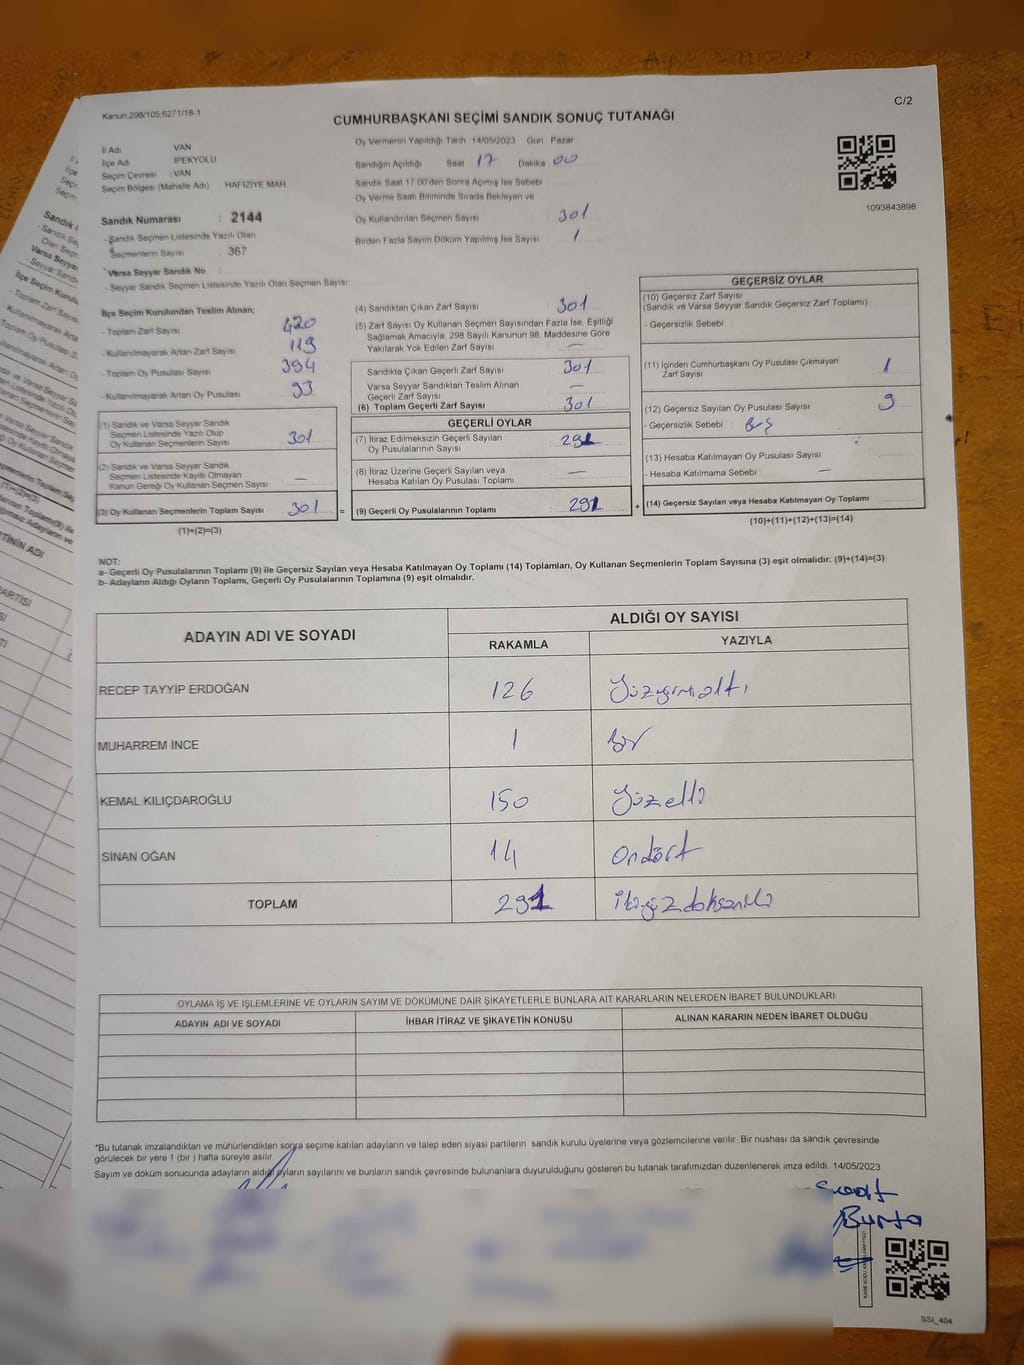 Kanun:298/105;6271/18-1
C/2
CUMHURBAŞKANI SEÇİMİ SANDIK SONUÇ TUTANAĞI
İl Adı VAN
İlçe Adı İPEKYOLU
Seçim Çevresi :VAN
Seçim Bölgesi (Mahalle Adı) HAFIZİYE MAH
Sandık Numarası : 2144
- Sandık Seçmen Listesinde Yazılı Olan
Seçmenlerin Sayısı : 367
Varsa Seyyar Sandık No :
- Seyyar Sandık Seçmen Listesinde Yazılı Olan Seçmen Sayısı
Oy Vermenin Yapıldığı Tarih 14/05/2023 Gün Pazar
Sandığın Açıldığı Saat 17 Dakika 00
Sandık Saat 17:00'den Sonra Açılmış İse Sebebi
Oy Verme Saati Bitiminde Sırada Bekleyen ve
Oy Kullandırılan Seçmen Sayısı 301
Birden Fazla Sayım Döküm Yapılmış İse Sayısı 1
1093843898
İlçe Seçim Kurulundan Teslim Alınan;
- Toplam Zarf Sayısı 420
- Kullanılmayarak Artan Zarf Sayısı 119
- Toplam Oy Pusulası Sayısı 394
- Kullanılmayarak Artan Oy Pusulası 93
(1) Sandık ve Varsa Seyyar Sandık
Seçmen Listesinde Yazılı Olup
Oy Kullanan Seçmenlerin Sayısı 301
(2) Sandık ve Varsa Seyyar Sandık
Seçmen Listesinde Kayıtlı Olmayan
Kanun Gereği Oy Kullanan Seçmen Sayısı —
(3) Oy Kullanan Seçmenlerin Toplam Sayısı 301 =
(1)+(2)=(3)
(4) Sandıktan Çıkan Zarf Sayısı 301
(5) Zarf Sayısı Oy Kullanan Seçmen Sayısından Fazla İse, Eşitliği
Sağlamak Amacıyla, 298 Sayılı Kanunun 98. Maddesine Göre
Yakılarak Yok Edilen Zarf Sayısı —
Sandıkta Çıkan Geçerli Zarf Sayısı 301
Varsa Seyyar Sandıktan Teslim Alınan
Geçerli Zarf Sayısı —
(6) Toplam Geçerli Zarf Sayısı 301
GEÇERLİ OYLAR
(7) İtiraz Edilmeksizin Geçerli Sayılan
Oy Pusulalarının Sayısı 291
(8) İtiraz Üzerine Geçerli Sayılan veya
Hesaba Katılan Oy Pusulası Toplamı —
(9) Geçerli Oy Pusulalarının Toplamı 291 +
GEÇERSİZ OYLAR
(10) Geçersiz Zarf Sayısı
(Sandık ve Varsa Seyyar Sandık Geçersiz Zarf Toplamı)
- Geçersizlik Sebebi
(11) İçinden Cumhurbaşkanı Oy Pusulası Çıkmayan
Zarf Sayısı 1
(12) Geçersiz Sayılan Oy Pusulası Sayısı 9
- Geçersizlik Sebebi :
(13) Hesaba Katılmayan Oy Pusulası Sayısı
- Hesaba Katılmama Sebebi : —
(14) Geçersiz Sayılan veya Hesaba Katılmayan Oy Toplamı
(10)+(11)+(12)+(13)=(14)
NOT:
a- Geçerli Oy Pusulalarının Toplamı (9) ile Geçersiz Sayılan veya Hesaba Katılmayan Oy Toplamı (14) Toplamları, Oy Kullanan Seçmenlerin Toplam Sayısına (3) eşit olmalıdır. (9)+(14)=(3)
b- Adayların Aldığı Oyların Toplamı, Geçerli Oy Pusulalarının Toplamına (9) eşit olmalıdır.
ADAYIN ADI VE SOYADI
ALDIĞI OY SAYISI
RAKAMLA YAZIYLA
RECEP TAYYİP ERDOĞAN 126 Yüzyirmialtı
MUHARREM İNCE 1 Bir
KEMAL KILIÇDAROĞLU 150 Yüzelli
SİNAN OĞAN 14 Ondört
TOPLAM 291
OYLAMA İŞ VE İŞLEMLERİNE VE OYLARIN SAYIM VE DÖKÜMÜNE DAİR ŞİKAYETLERLE BUNLARA AİT KARARLARIN NELERDEN İBARET BULUNDUKLARI
ADAYIN ADI VE SOYADI İHBAR İTİRAZ VE ŞİKAYETİN KONUSU ALINAN KARARIN NEDEN İBARET OLDUĞU
*Bu tutanak imzalandıktan ve mühürlendikten sonra seçime katılan adayların ve talep eden siyasi partilerin sandık kurulu üyelerine veya gözlemcilerine verilir. Bir nüshası da sandık çevresinde
görülecek bir yere 1 (bir ) hafta süreyle asılır
Sayım ve döküm sonucunda adayların aldığı oyların sayılarını ve bunların sandık çevresinde bulunanlara duyurulduğunu gösteren bu tutanak tarafımızdan düzenlenerek imza edildi. 14/05/2023
SSI_404